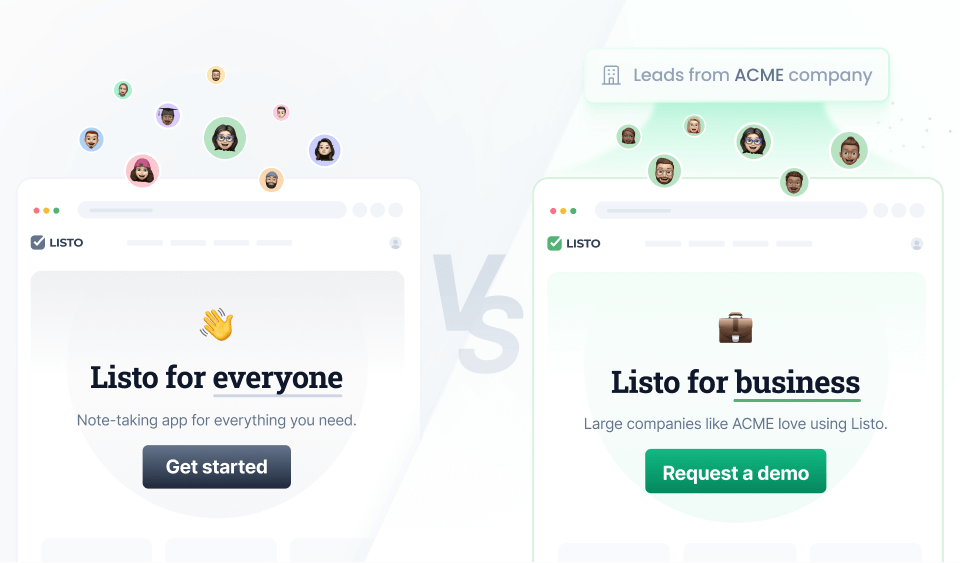 Leads from ACME company
LISTO
Listo for everyone
Note-taking app for everything you need.
Get started
VS
LISTO
Listo for business
Large companies like ACME love using Listo.
Request a demo